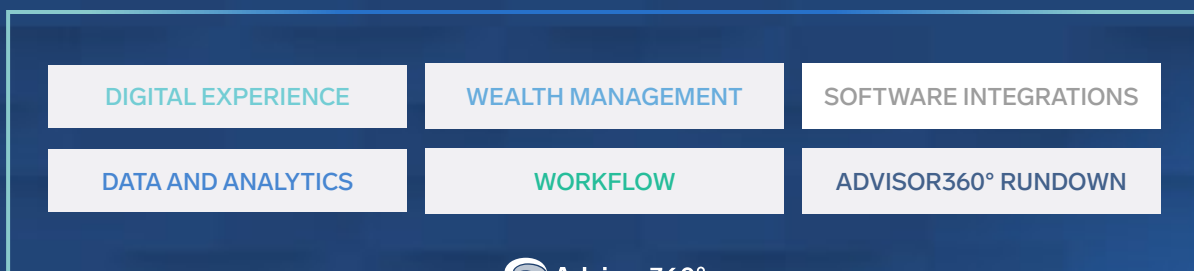 DIGITAL EXPERIENCE
WEALTH MANAGEMENT
SOFTWARE INTEGRATIONS
DATA AND ANALYTICS
WORKFLOW
ADVISOR360° RUNDOWN